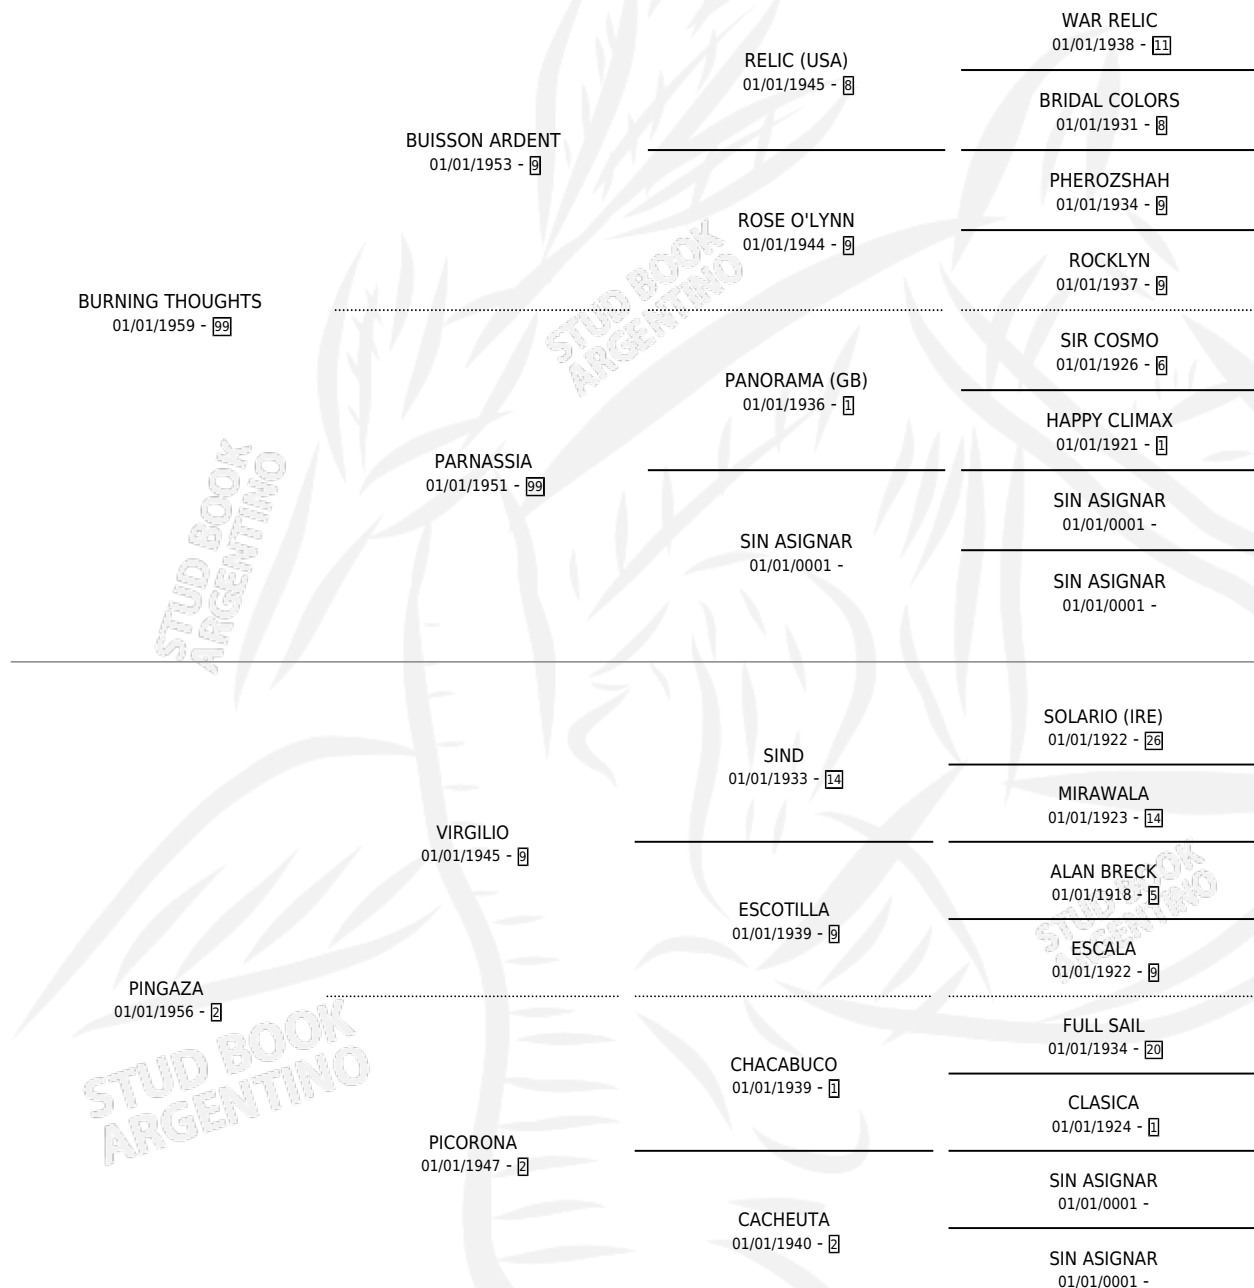 WAR RELIC
01/01/1938 - 11
RELIC (USA)
01/01/1945 - 8
BRIDAL COLORS
01/01/1931 - 8
BUISSON ARDENT
01/01/1953 - 9
PHEROZSHAH
01/01/1934 - 9
ROSE O'LYNN
01/01/1944 - 9
ROCKLYN
01/01/1937 - 9
BURNING THOUGHTS
01/01/1959 - 99
STUD BOOK
ARGENTINO
SIR COSMO
01/01/1926 - 6
PANORAMA (GB)
01/01/1936 - 1
HAPPY CLIMAX
01/01/1921 - 1
PARNASSIA
01/01/1951 - 99
SIN ASIGNAR
01/01/0001 -
SIN ASIGNAR
01/01/0001 -
SIN ASIGNAR
01/01/0001 -
STUD BOOK
ARGENTINO
SOLARIO (IRE)
01/01/1922 - 26
SIND
01/01/1933 - 14
MIRAWALA
01/01/1923 - 14
VIRGILIO
01/01/1945 - 9
ALAN BRECK
01/01/1918 - 5
ESCOTILLA
01/01/1939 - 9
STUD BOOK
ARGENTINO
ESCALA
01/01/1922 - 9
PINGAZA
01/01/1956 - 2
FULL SAIL
01/01/1934 - 20
CHACABUCO
01/01/1939 - 1
STUD BOOK
ARGENTINO
CLASICA
01/01/1924 - 1
PICORONA
01/01/1947 - 2
SIN ASIGNAR
01/01/0001 -
CACHEUTA
01/01/1940 - 2
SIN ASIGNAR
01/01/0001 -